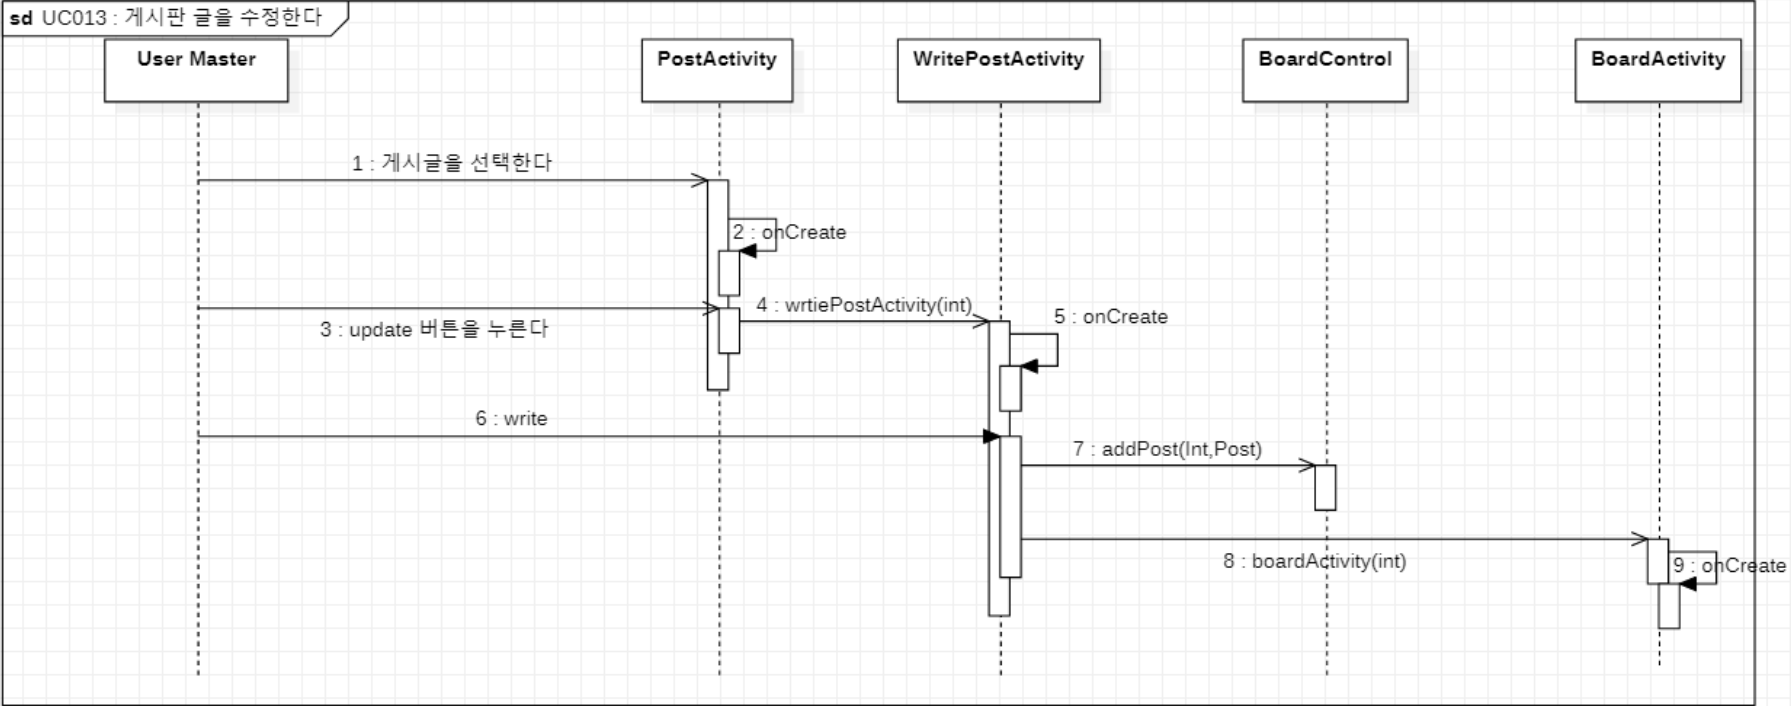 sd UC013 : 게시판 글을 수정한다
User Master
PostActivity
WritePostActivity
BoardControl
BoardActivity
1 : 게시글을 선택한다
2 : onCreate
3 : update 버튼을 누른다
4 : wrtiePostActivity(int)
5 : onCreate
6 : write
7 : addPost(Int,Post)
8 : boardActivity(int)
9 : onCreate